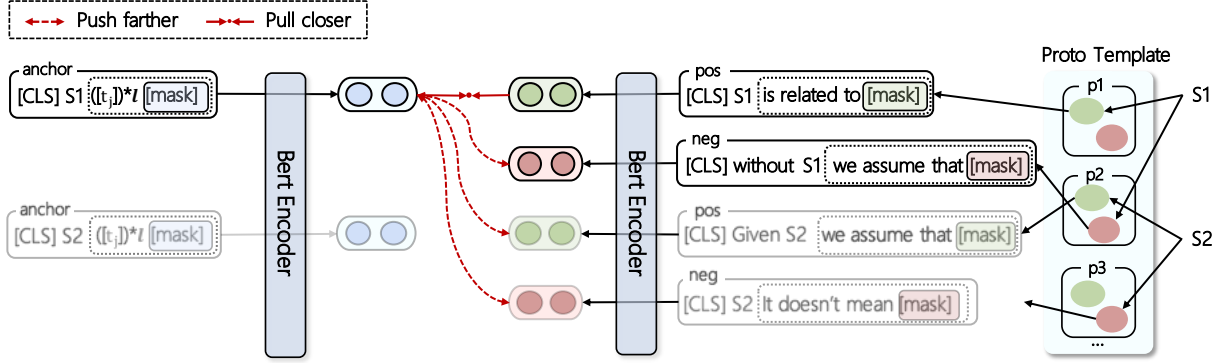 Push farther Pull closer
Proto Template
anchor
[CLS] S1 ([t_j])*l [mask]
pos
[CLS] S1 is related to [mask]
p1
S1
neg
[CLS] without S1 we assume that [mask]
p2
anchor
[CLS] S2 ([t_j])*l [mask]
pos
[CLS] Given S2 we assume that [mask]
S2
neg
[CLS] S2 It doesn't mean [mask]
p3
...
Bert Encoder
Bert Encoder